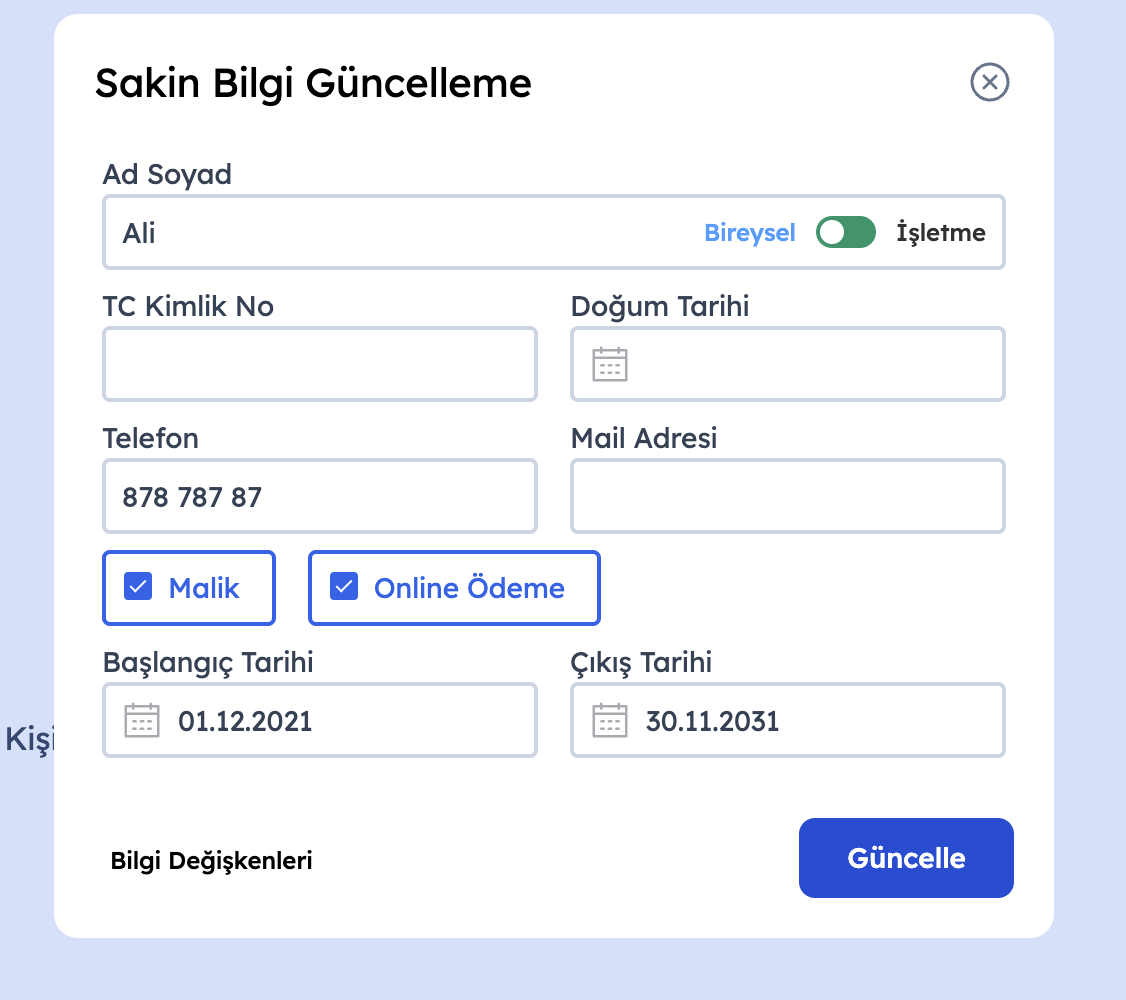 Sakin Bilgi Güncelleme
Ad Soyad
Ali Bireysel İşletme
TC Kimlik No Doğum Tarihi
Telefon Mail Adresi
878 787 87
Malik Online Ödeme
Başlangıç Tarihi Çıkış Tarihi
01.12.2021 30.11.2031
Kişi
Bilgi Değişkenleri Güncelle